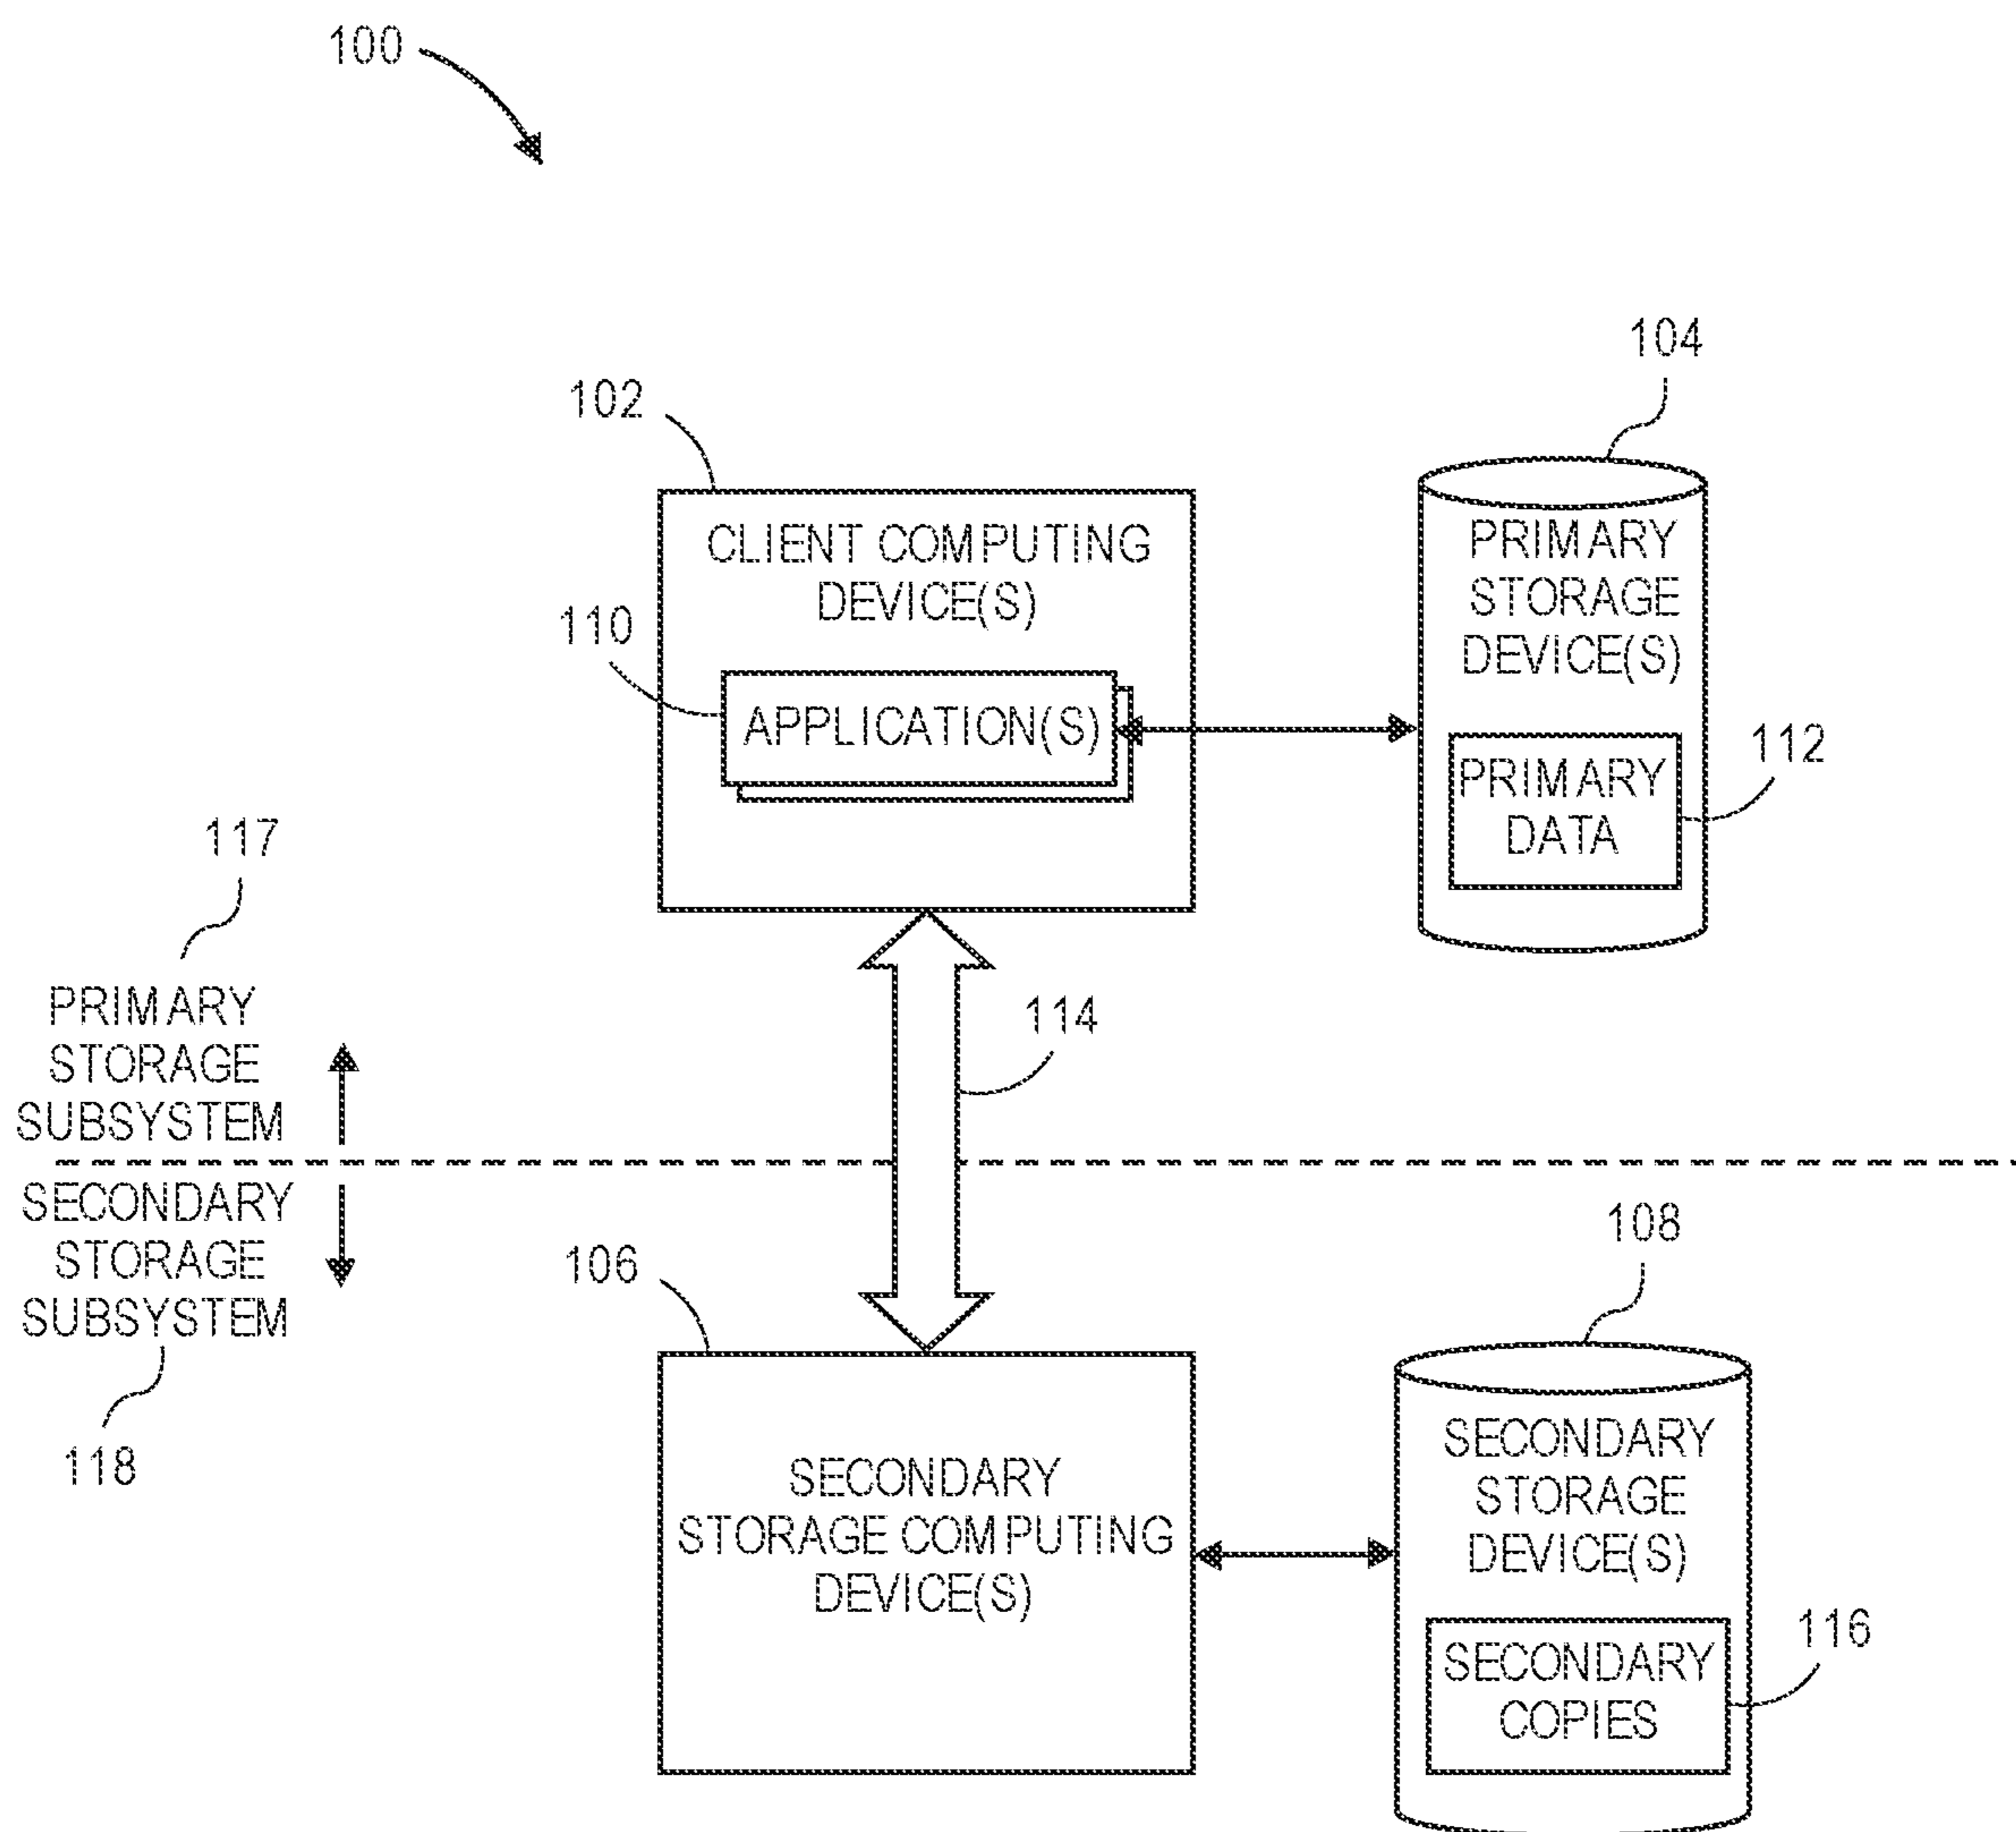 100
104
102
CLIENT COMPUTING
DEVICE(S)
PRIMARY
STORAGE
DEVICE(S)
110
APPLICATION(S)
PRIMARY
DATA
112
117
PRIMARY
STORAGE
SUBSYSTEM
114
SECONDARY
STORAGE
SUBSYSTEM
118
106
108
SECONDARY
STORAGE COMPUTING
DEVICE(S)
SECONDARY
STORAGE
DEVICE(S)
SECONDARY
COPIES
116